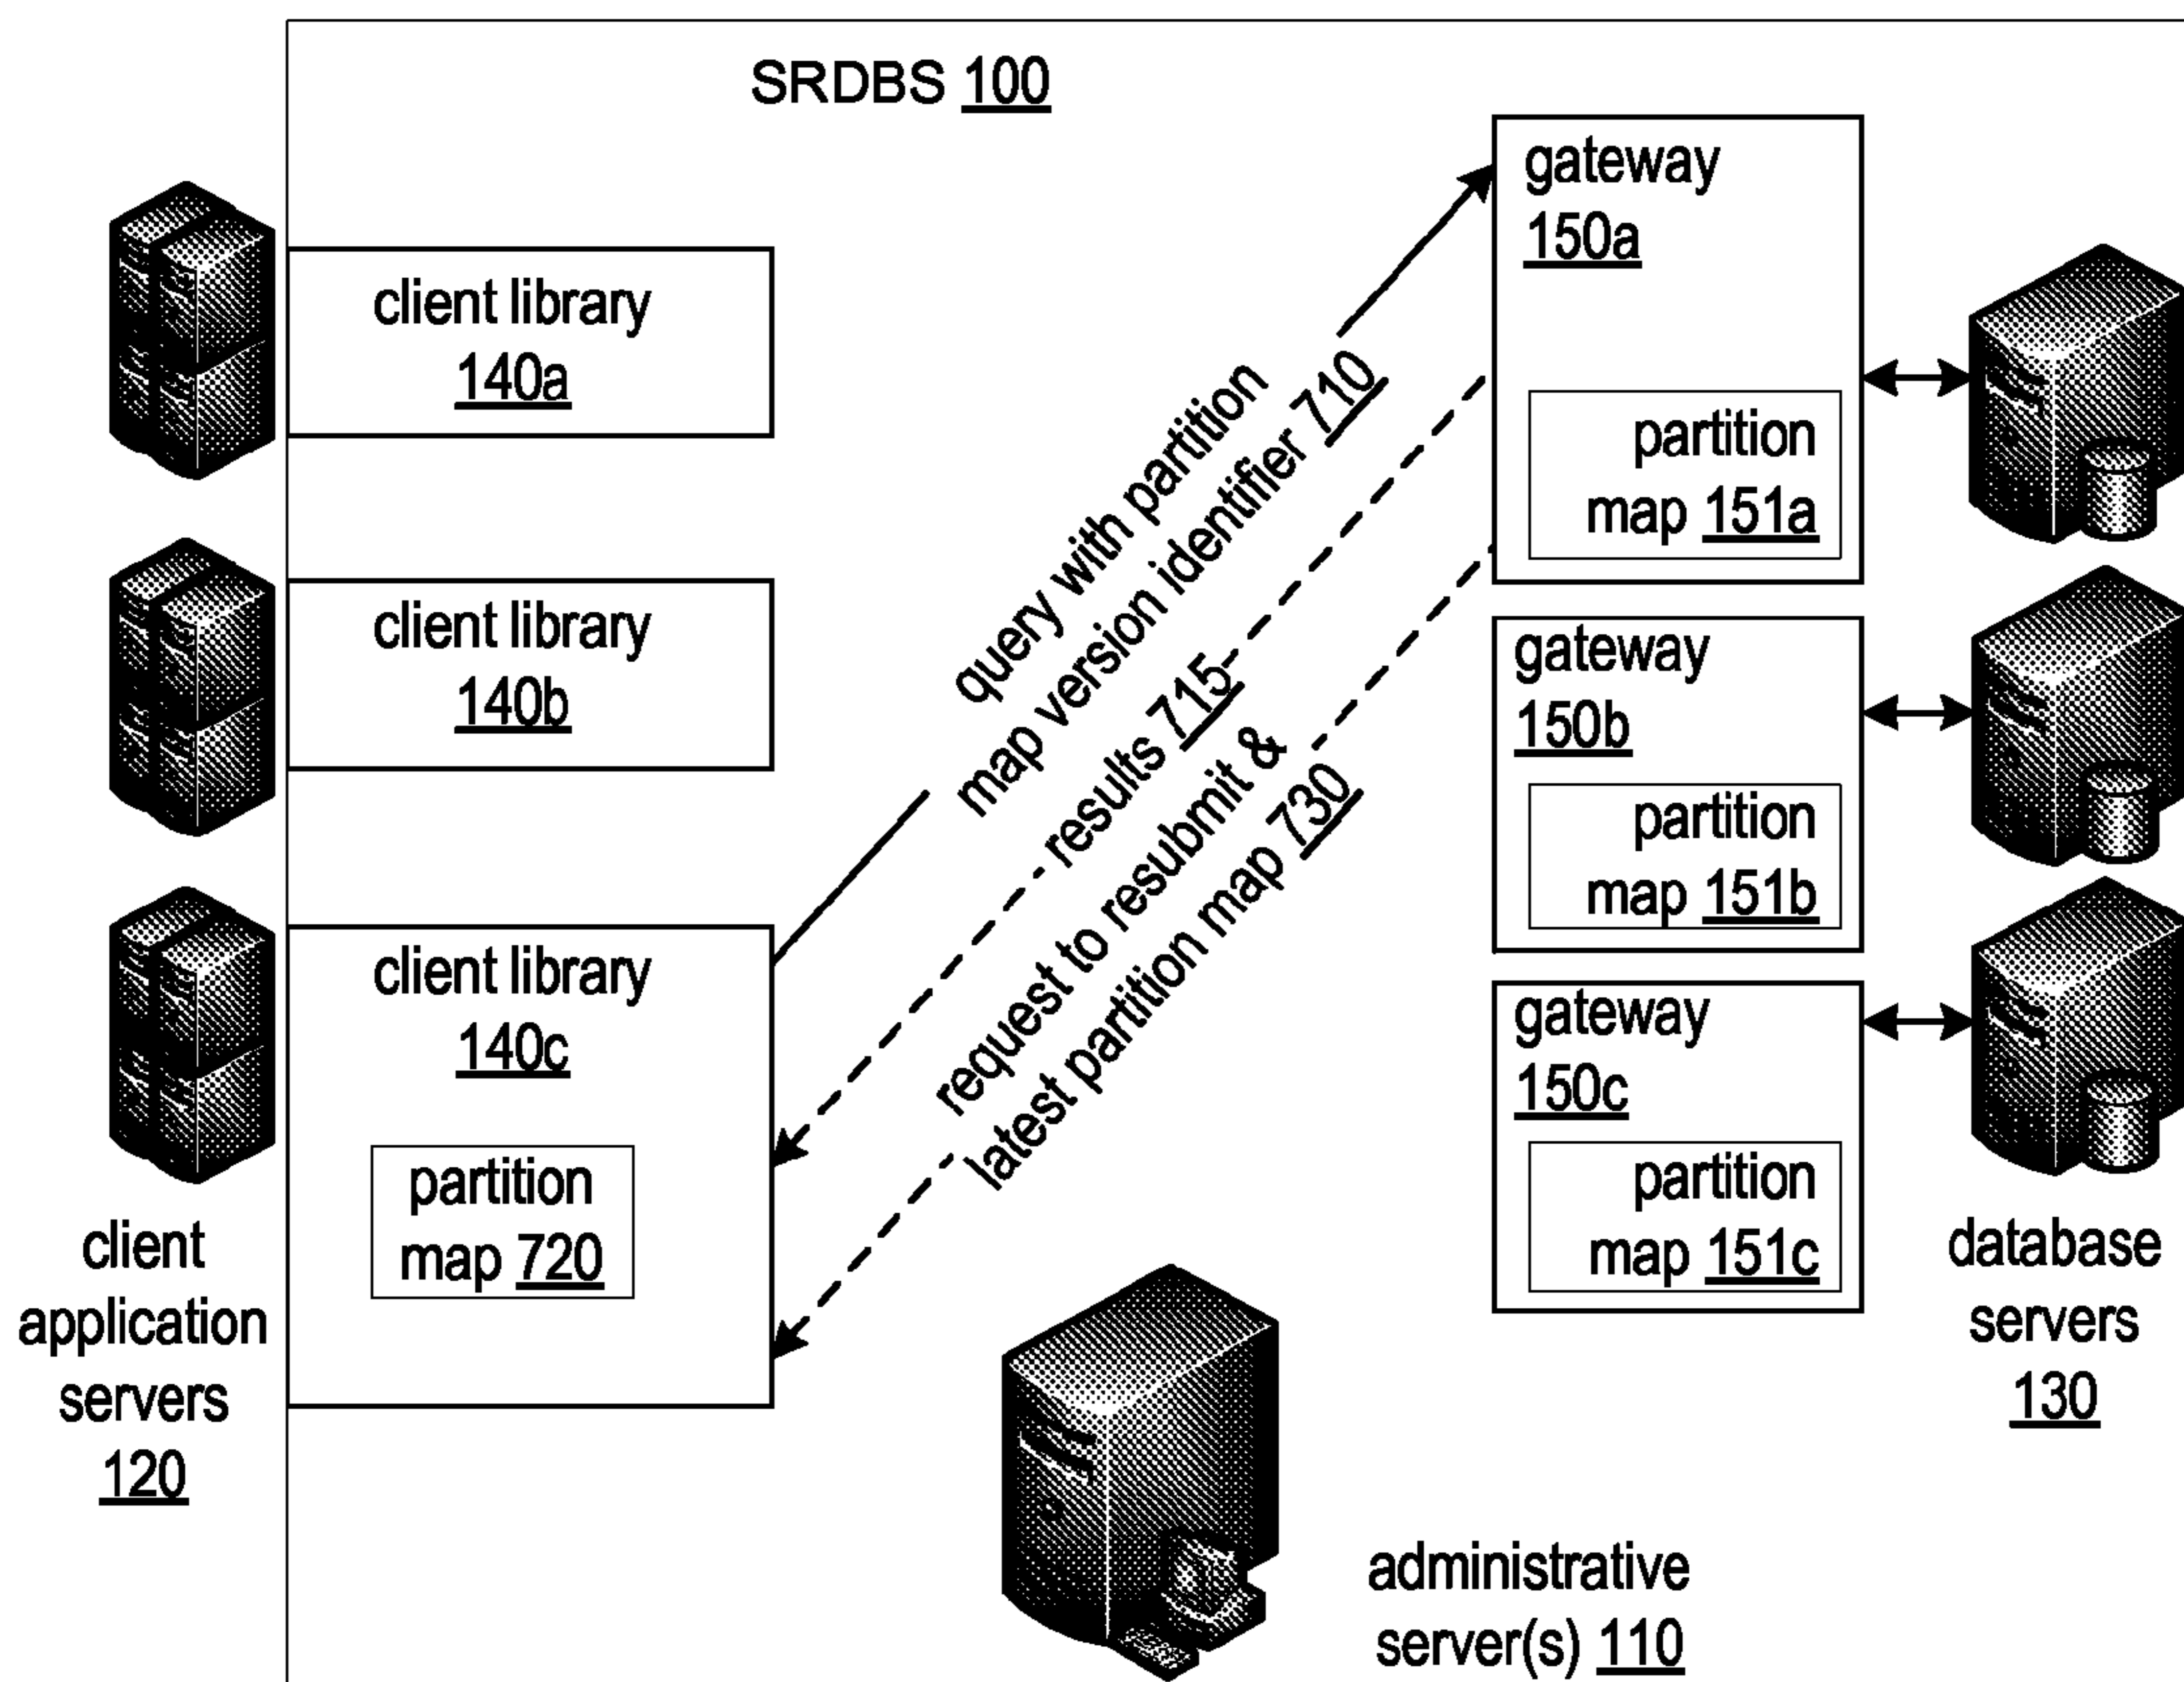 SRDBS 100
client library
140a
client library
140b
client library
140c
partition
map 720
client
application
servers
120
query with partition
map version identifier 710
results 715
request to resubmit &
latest partition map 730
gateway
150a
partition
map 151a
gateway
150b
partition
map 151b
gateway
150c
partition
map 151c
database
servers
130
administrative
server(s) 110